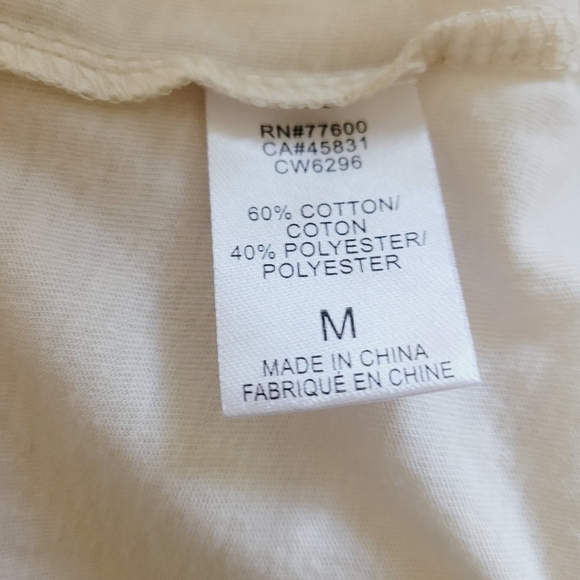 RN#77600
CA#45831
CW6296
60% COTTON/
COTON
40% POLYESTER/
POLYESTER
M
MADE IN CHINA
FABRIQUÉ EN CHINE